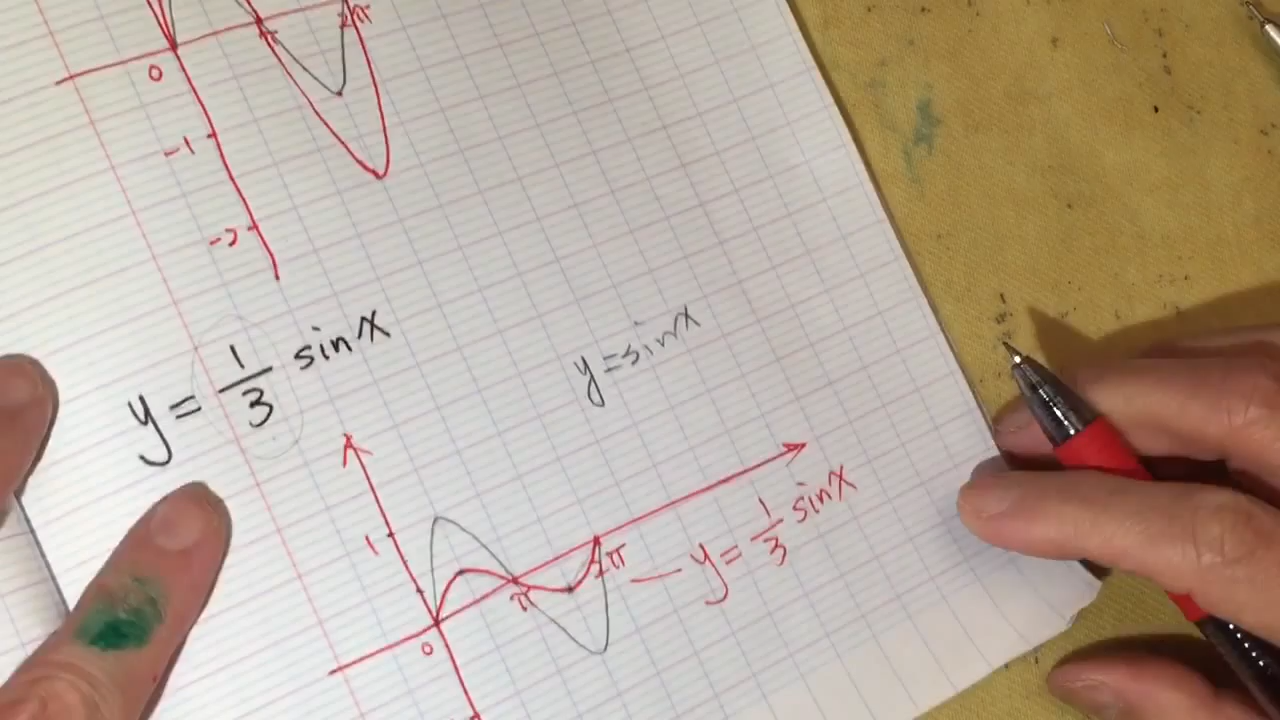 2π
π
0
-1
-2
y = 1/3 sin x
y = sin x
1
2π
π
0
y = 1/3 sin x